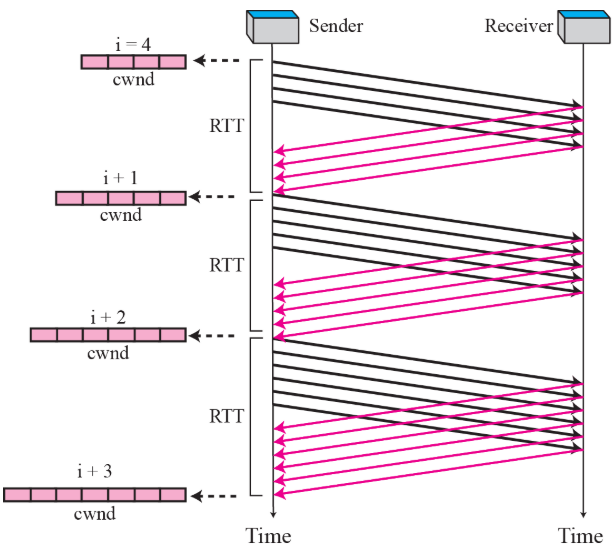 Sender
Receiver
i = 4
cwnd
RTT
i + 1
cwnd
RTT
i + 2
cwnd
RTT
i + 3
cwnd
Time
Time